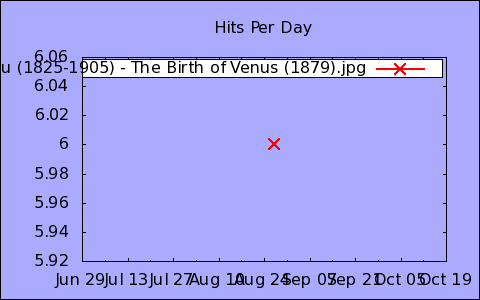 Hits Per Day
6.06
u (1825-1905) - The Birth of Venus (1879).jpg
6.04
6.02
6
5.98
5.96
5.94
5.92
Jun 29 Jul 13 Jul 27 Aug 10 Aug 24 Sep 07 Sep 21 Oct 05 Oct 19